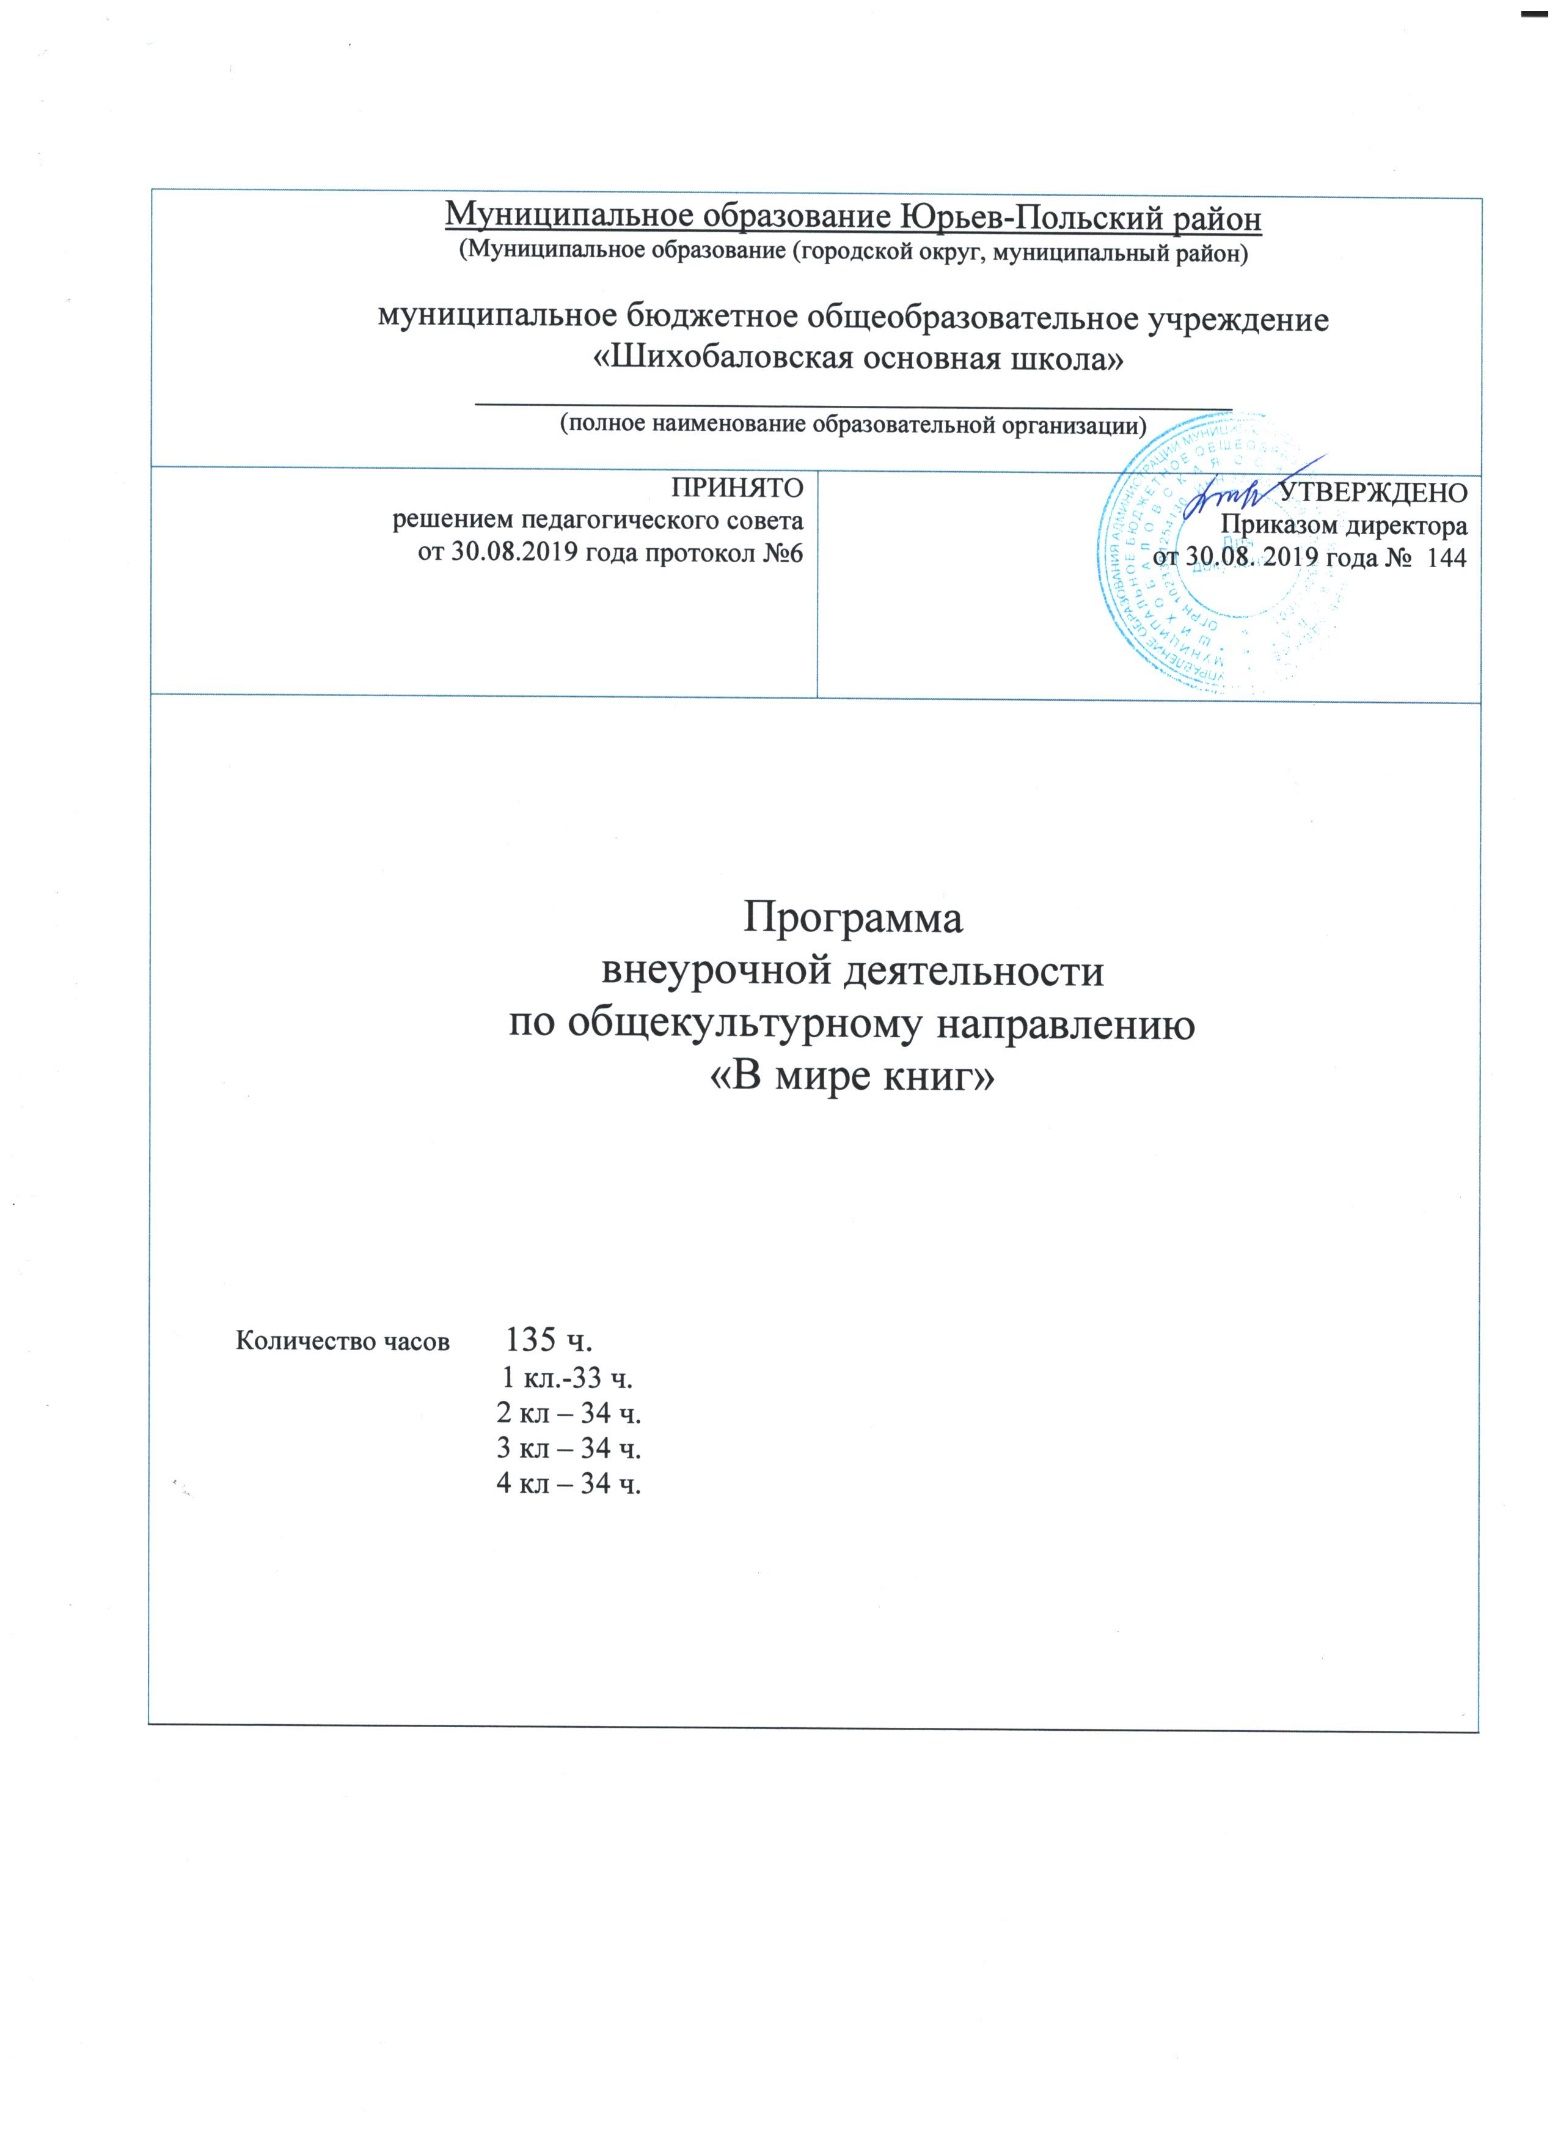 Муниципальное образование Юрьев-Польский район
(Муниципальное образование (городской округ, муниципальный район)
муниципальное бюджетное общеобразовательное учреждение
«Шихобаловская основная школа»
(полное наименование образовательной организации)
ПРИНЯТО
решением педагогического совета
от 30.08.2019 года протокол №6
УТВЕРЖДЕНО
Приказом директора
от 30.08. 2019 года № 144
Программа
внеурочной деятельности
по общекультурному направлению
«В мире книг»
Количество часов 135 ч.
1 кл.-33 ч.
2 кл – 34 ч.
3 кл – 34 ч.
4 кл – 34 ч.